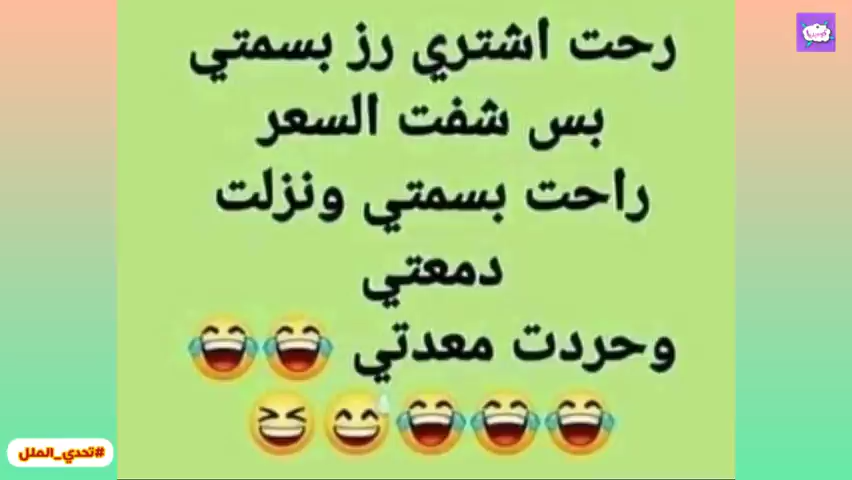 رحت اشتري رز بسمتي
بس شفت السعر
راحت بسمتي ونزلت
دمعتي
وحردت معدتي 😂😂
😆😅😂😂😂
#تحدي_الملل